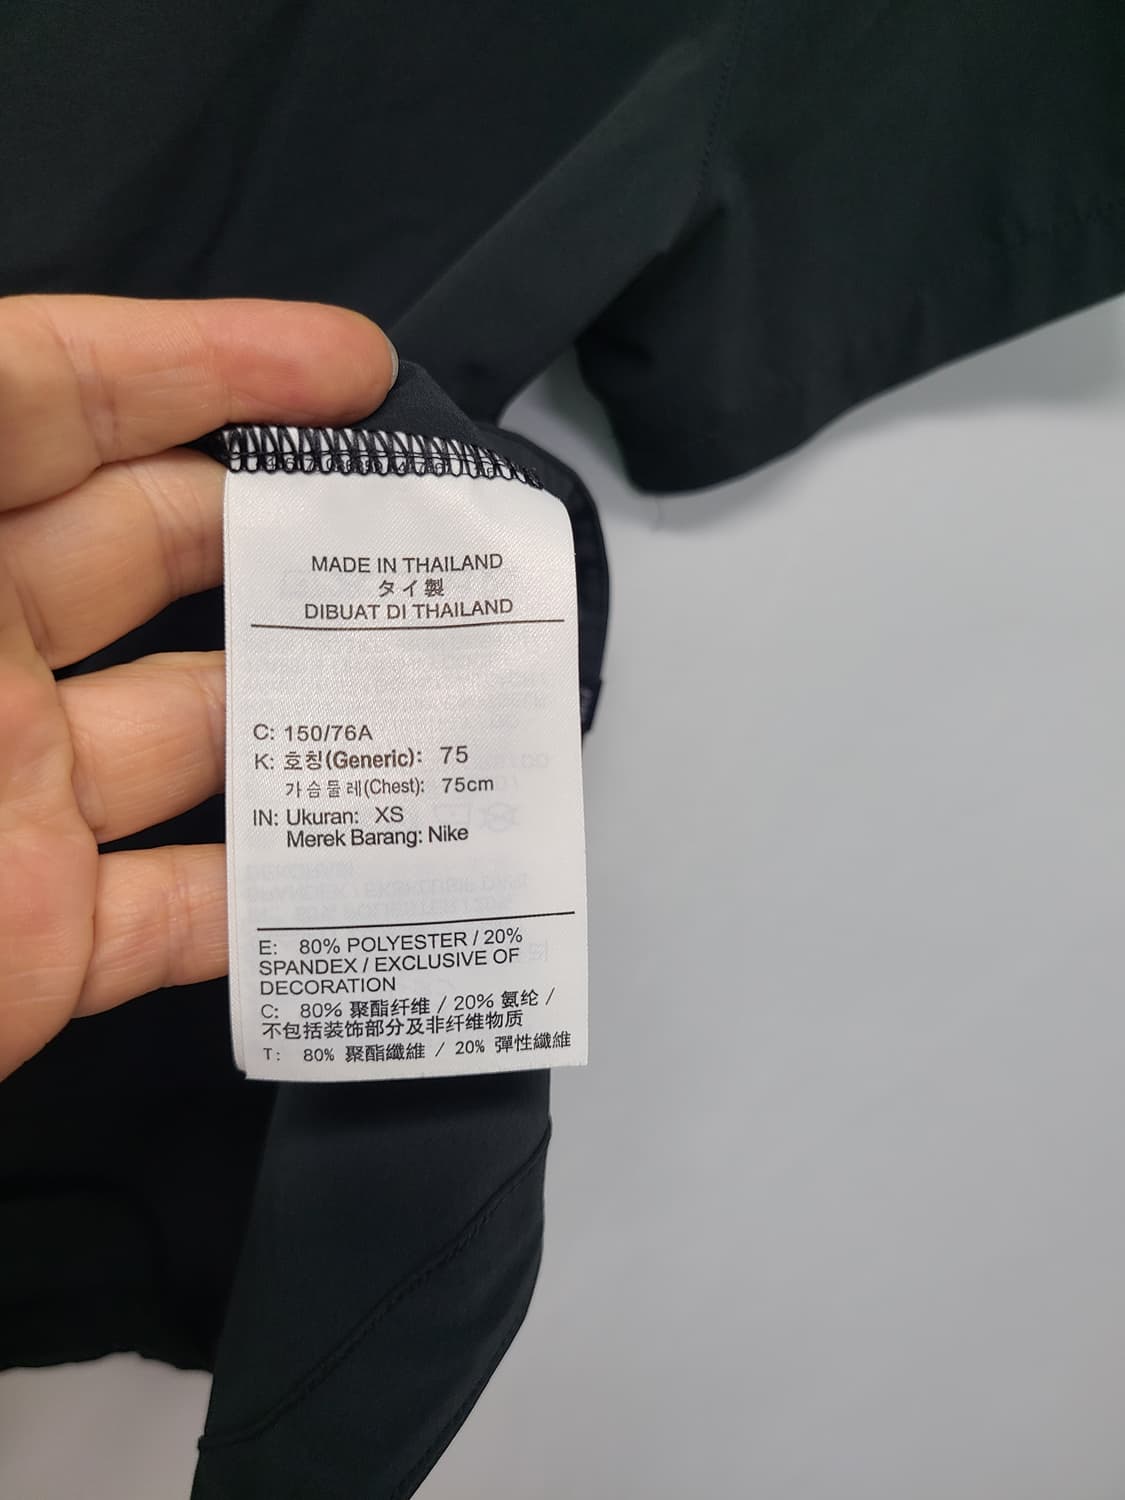 MADE IN THAILAND
タイ製
DIBUAT DI THAILAND
C: 150/76A
K: 호칭(Generic): 75
가슴둘레(Chest): 75cm
IN: Ukuran: XS
Merek Barang: Nike
E: 80% POLYESTER / 20%
SPANDEX / EXCLUSIVE OF
DECORATION
C: 80% 聚酯纤维 / 20% 氨纶 /
不包括装饰部分及非纤维物质
T: 80% 聚酯纖維 / 20% 彈性纖維